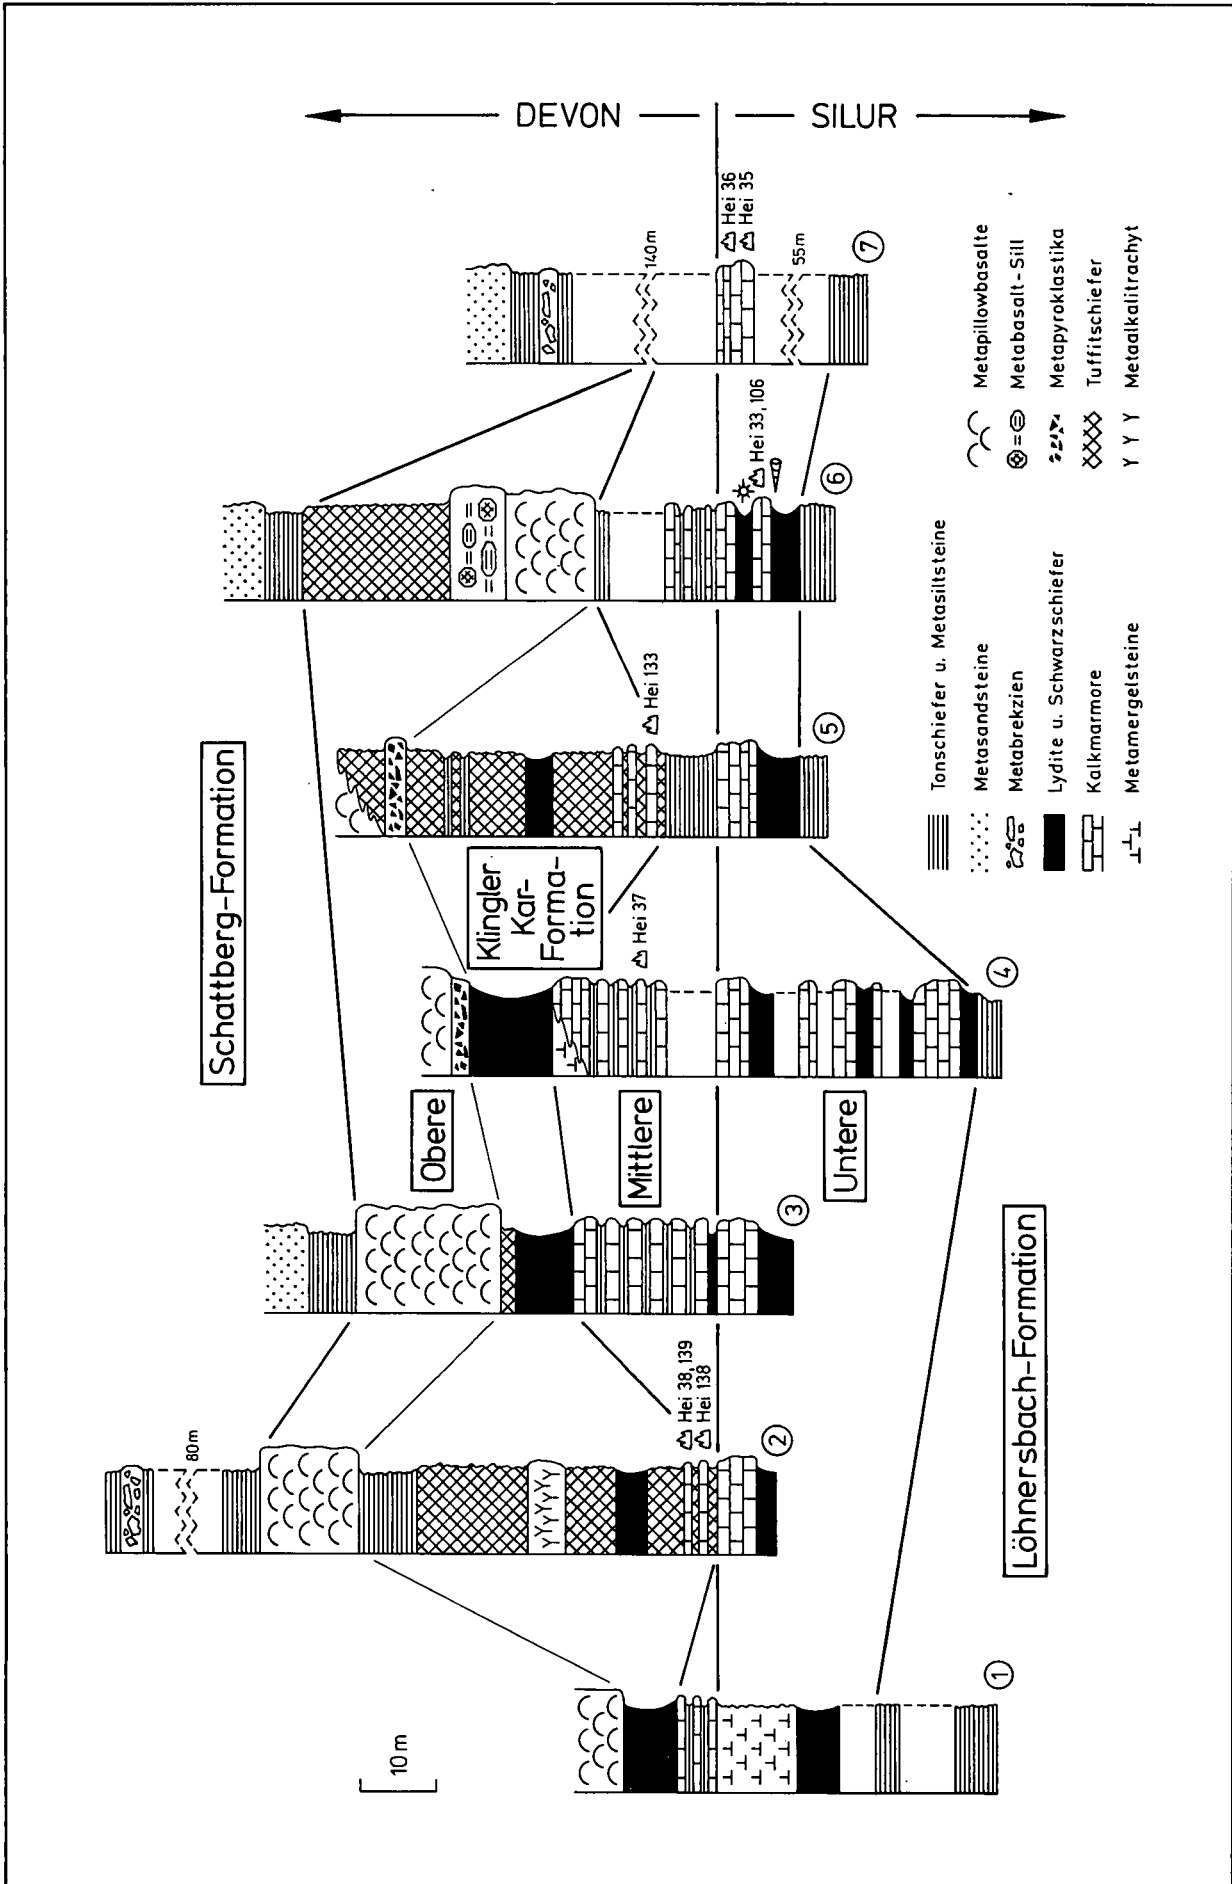 DEVON
SILUR
Schattberg-Formation
Klingler
Kar-
Forma-
tion
Obere
Mittlere
Untere
Löhnersbach-Formation
10m
80m
140m
55m
Hei 38,139
Hei 138
Hei 37
Hei 133
Hei 33,106
Hei 36
Hei 35
1
2
3
4
5
6
7
Tonschiefer u. Metasiltsteine
Metasandsteine
Metabrekzien
Lydite u. Schwarzschiefer
Kalkmarmore
Metamergelsteine
Metapillowbasalte
Metabasalt-Sill
Metapyroklastika
Tuffitschiefer
Metaalkalitrachyt